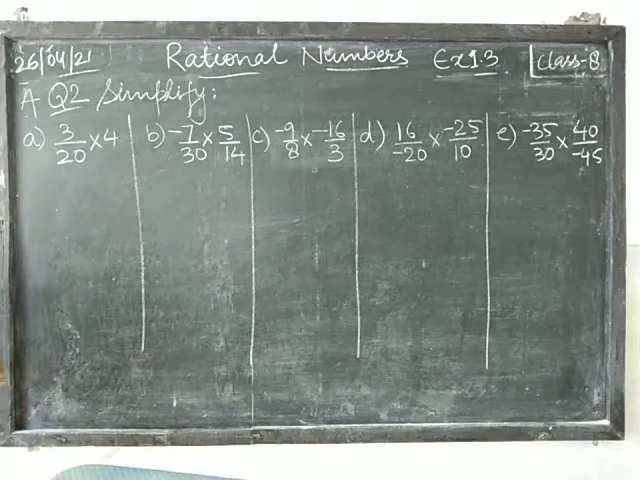 26/04/21 Rational Numbers Ex 1.3 Class-8
A Q2 Simplify:
a) 3/20 × 4 b) -7/30 × 5/14 c) -9/8 × -16/3 d) 16/-20 × -25/10 e) -35/30 × 40/-45